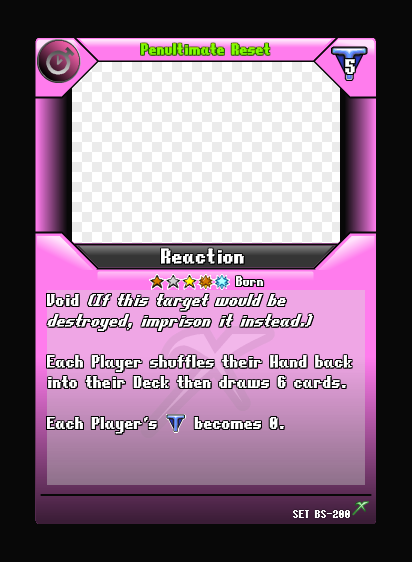 Penultimate Reset
5
Reaction
Born
Void (If this target would be
destroyed, imprison it instead.)
Each Player shuffles their Hand back
into their Deck then draws 6 cards.
Each Player's becomes 0.
SET BS-200